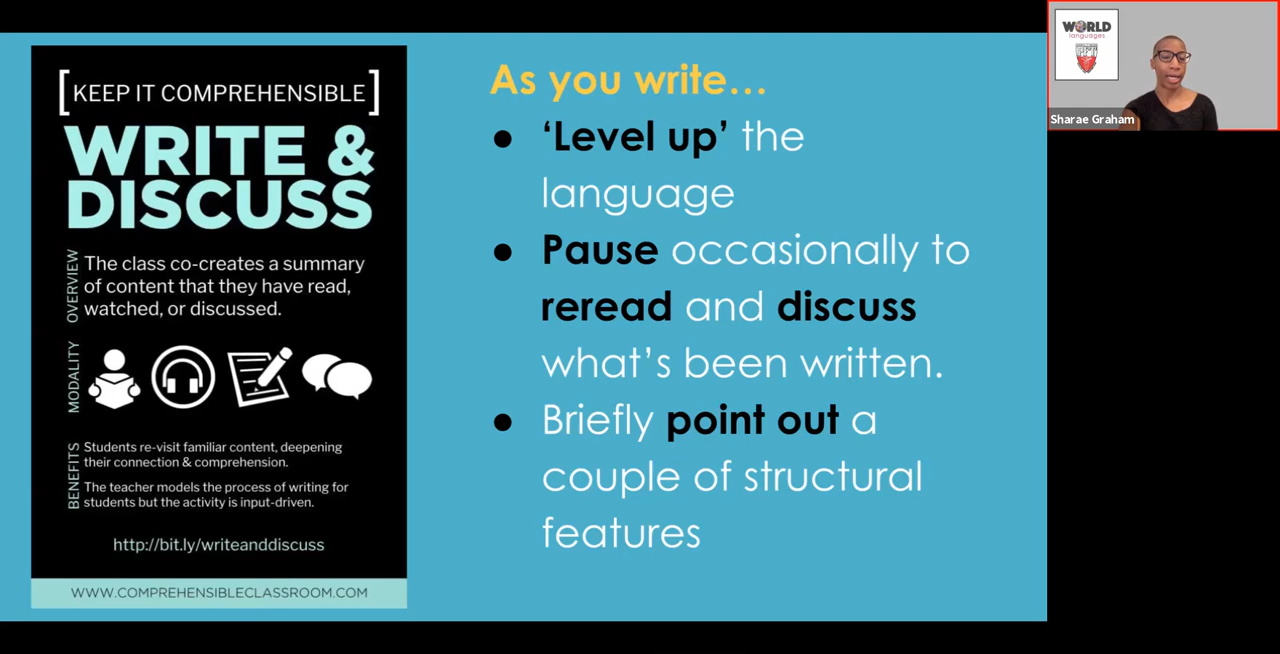 [KEEP IT COMPREHENSIBLE]
WRITE &
DISCUSS
OVERVIEW
The class co-creates a summary
of content that they have read,
watched, or discussed.
MODALITY
BENEFITS
Students re-visit familiar content, deepening
their connection & comprehension.
The teacher models the process of writing for
students but the activity is input-driven.
http://bit.ly/writeanddiscuss
WWW.COMPREHENSIBLECLASSROOM.COM
As you write...
● ‘Level up’ the
language
● Pause occasionally to
reread and discuss
what’s been written.
● Briefly point out a
couple of structural
features
WORLD
languages
Sharae Graham